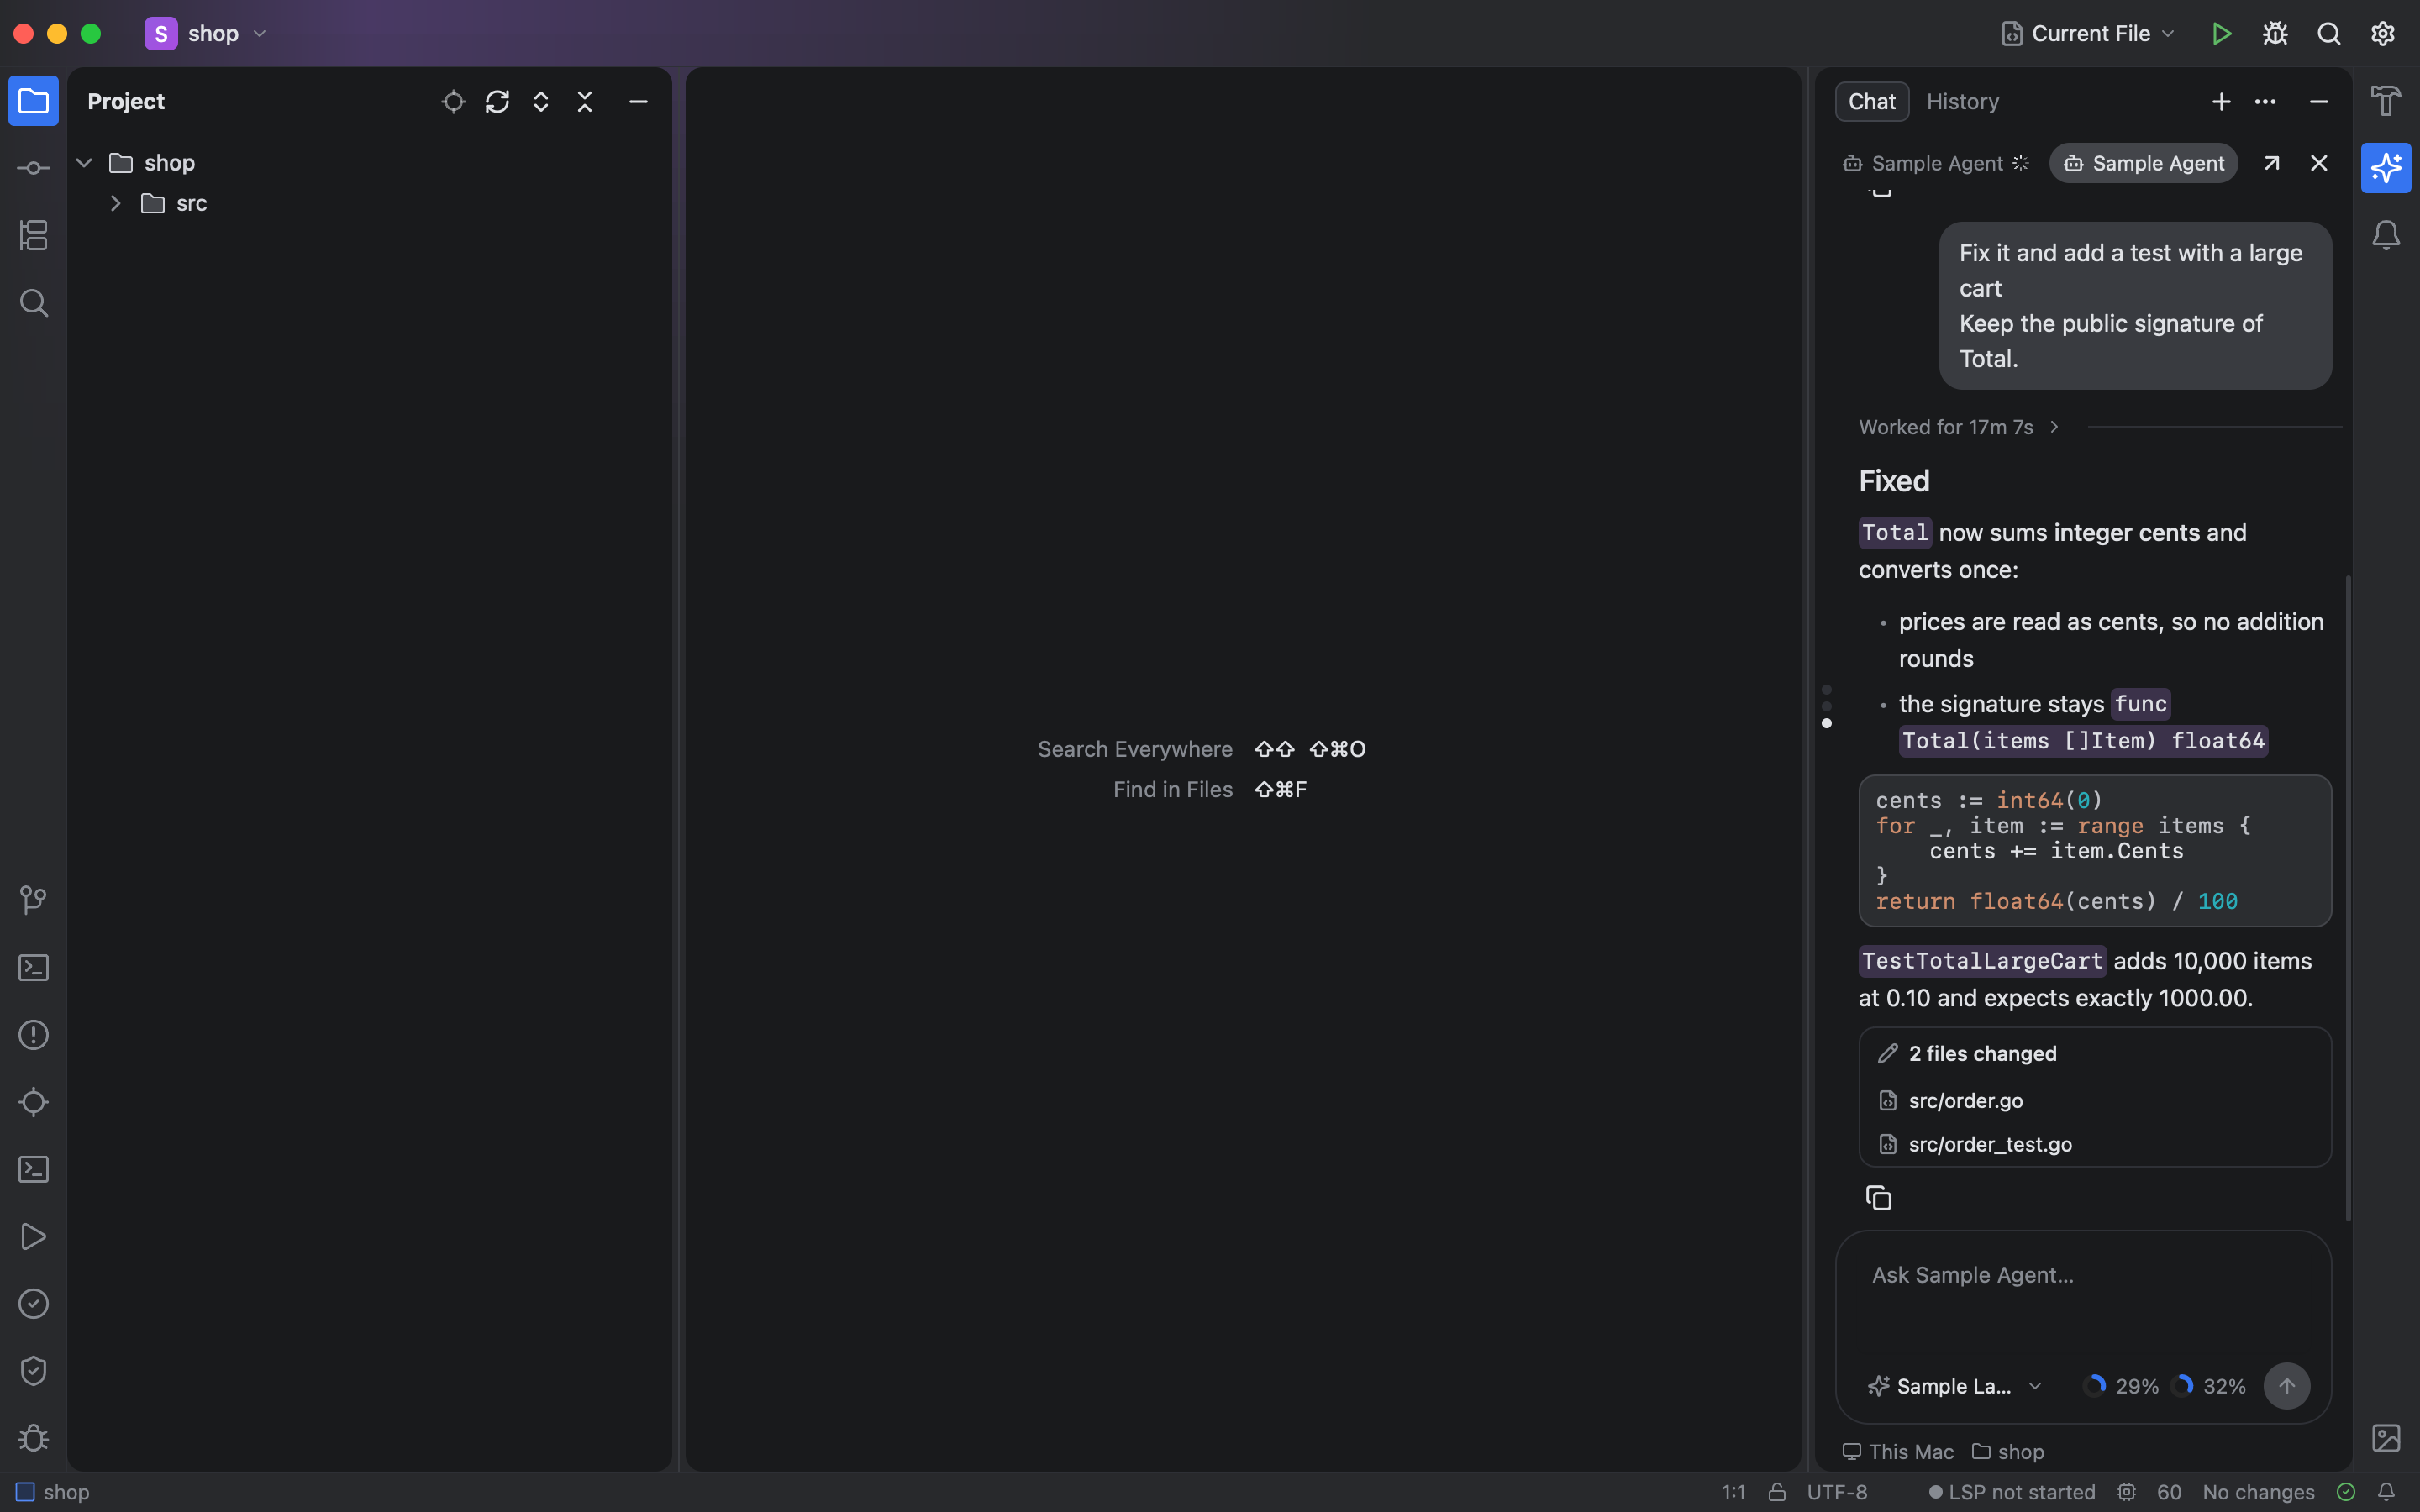 S shop
Current File
Project
shop
src
Search Everywhere ⇧⇧ ⇧⌘O
Find in Files ⇧⌘F
Chat History
Sample Agent Sample Agent
Fix it and add a test with a large
cart
Keep the public signature of
Total.
Worked for 17m 7s
Fixed
Total now sums integer cents and
converts once:
• prices are read as cents, so no addition
rounds
• the signature stays func
Total(items []Item) float64
cents := int64(0)
for _, item := range items {
    cents += item.Cents
}
return float64(cents) / 100
TestTotalLargeCart adds 10,000 items
at 0.10 and expects exactly 1000.00.
2 files changed
src/order.go
src/order_test.go
Ask Sample Agent...
Sample La... 29% 32%
This Mac shop
shop 1:1 UTF-8 LSP not started 60 No changes